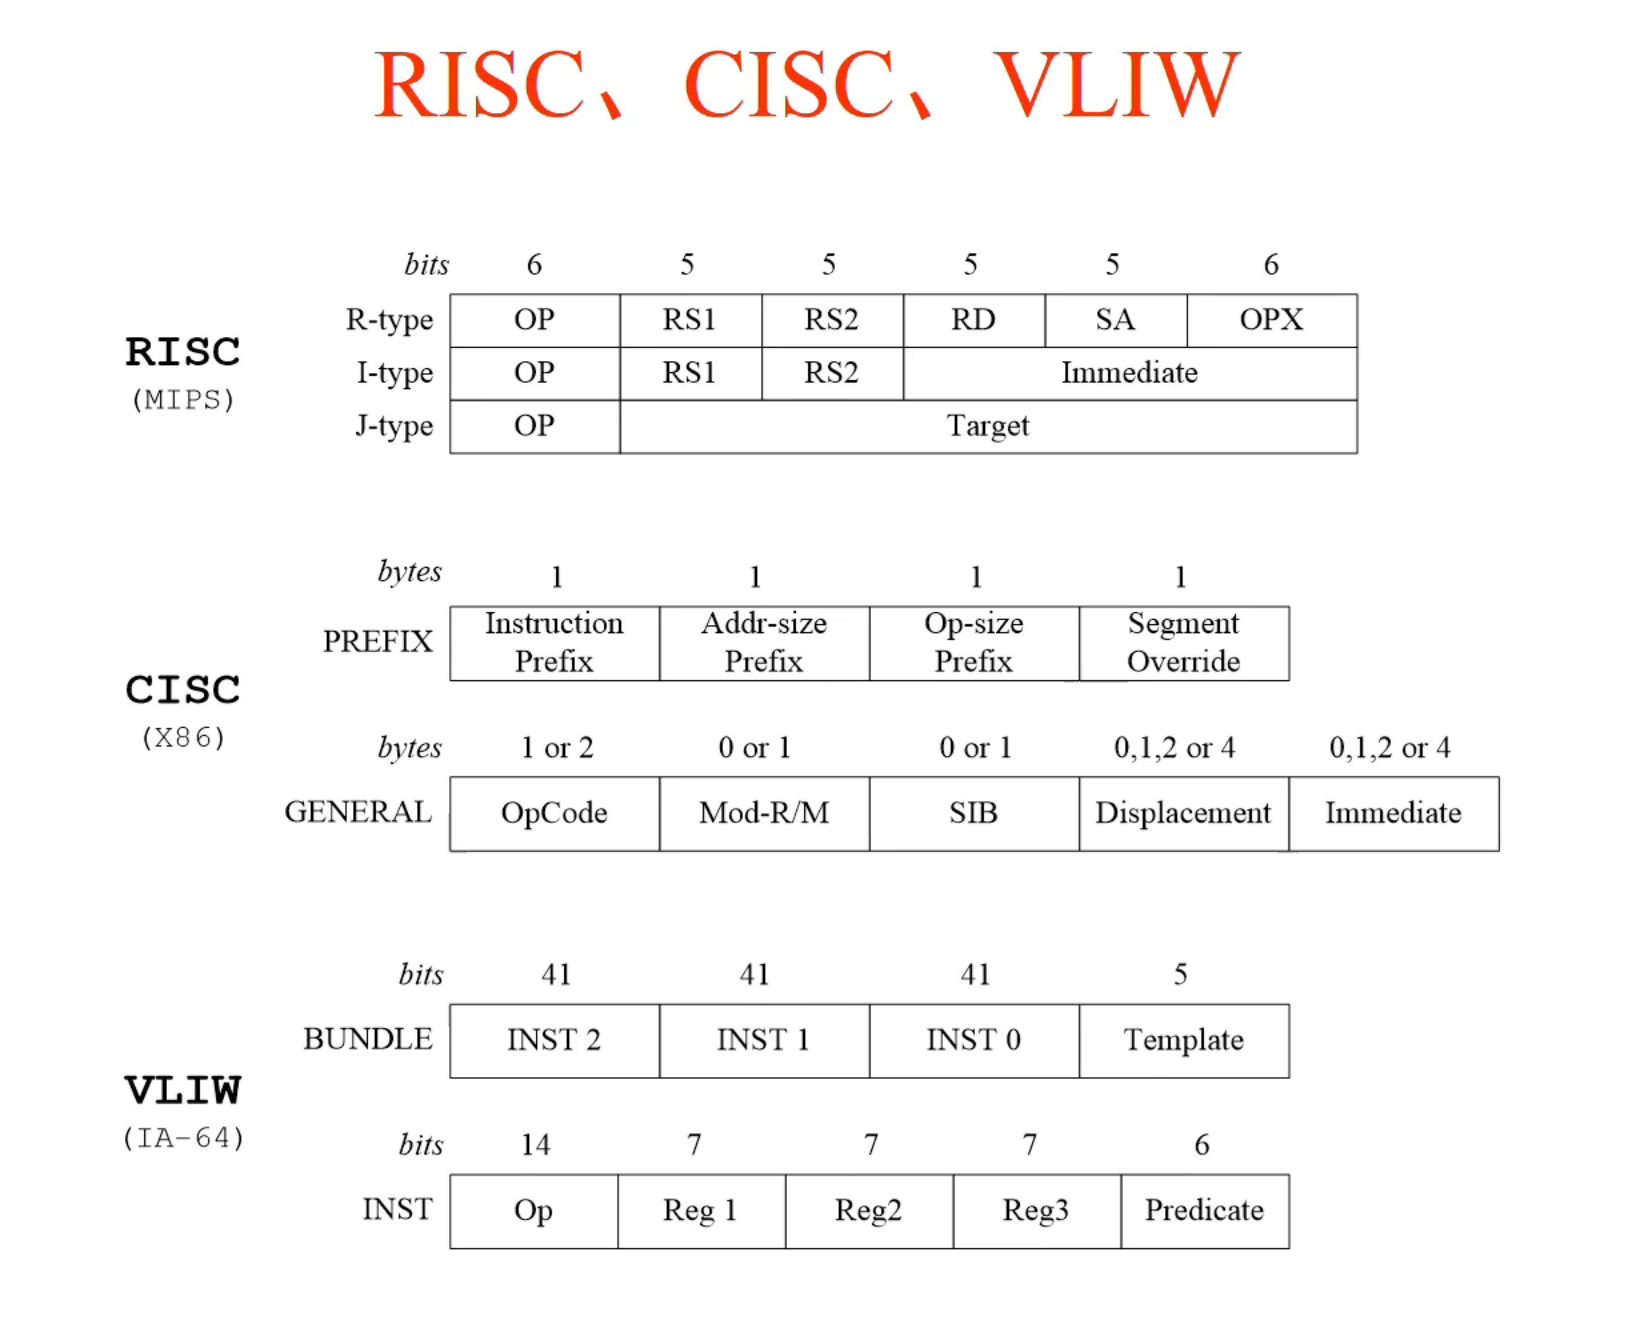 RISC、CISC、VLIW
bits 6 5 5 5 5 6
R-type OP RS1 RS2 RD SA OPX
RISC
I-type OP RS1 RS2 Immediate
(MIPS)
J-type OP Target
bytes 1 1 1 1
PREFIX Instruction Prefix Addr-size Prefix Op-size Prefix Segment Override
CISC
(X86)
bytes 1 or 2 0 or 1 0 or 1 0,1,2 or 4 0,1,2 or 4
GENERAL OpCode Mod-R/M SIB Displacement Immediate
bits 41 41 41 5
BUNDLE INST 2 INST 1 INST 0 Template
VLIW
(IA-64)
bits 14 7 7 7 6
INST Op Reg 1 Reg2 Reg3 Predicate